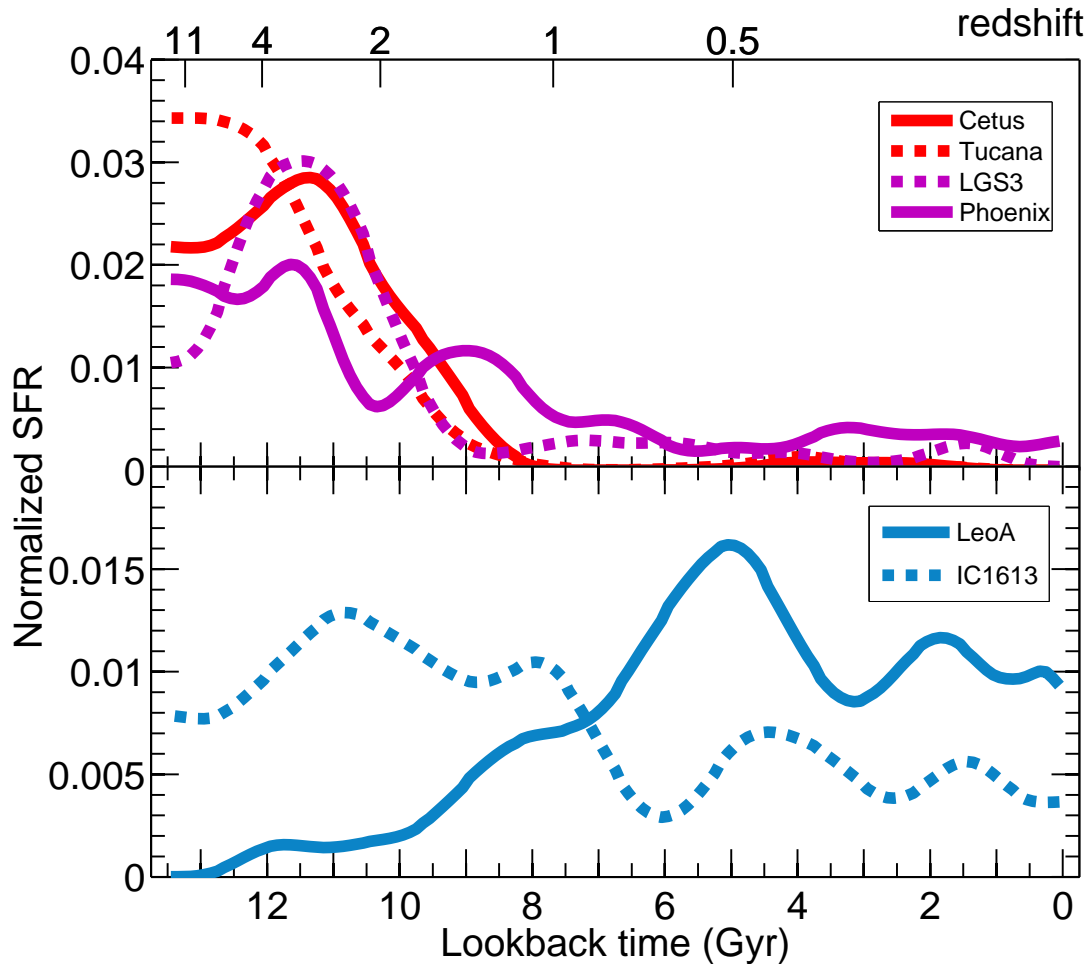 redshift
11 4 2 1 0.5
0.04
0.03
0.02
0.01
0
Cetus
Tucana
LGS3
Phoenix
Normalized SFR
0.015
0.01
0.005
0
LeoA
IC1613
12 10 8 6 4 2 0
Lookback time (Gyr)